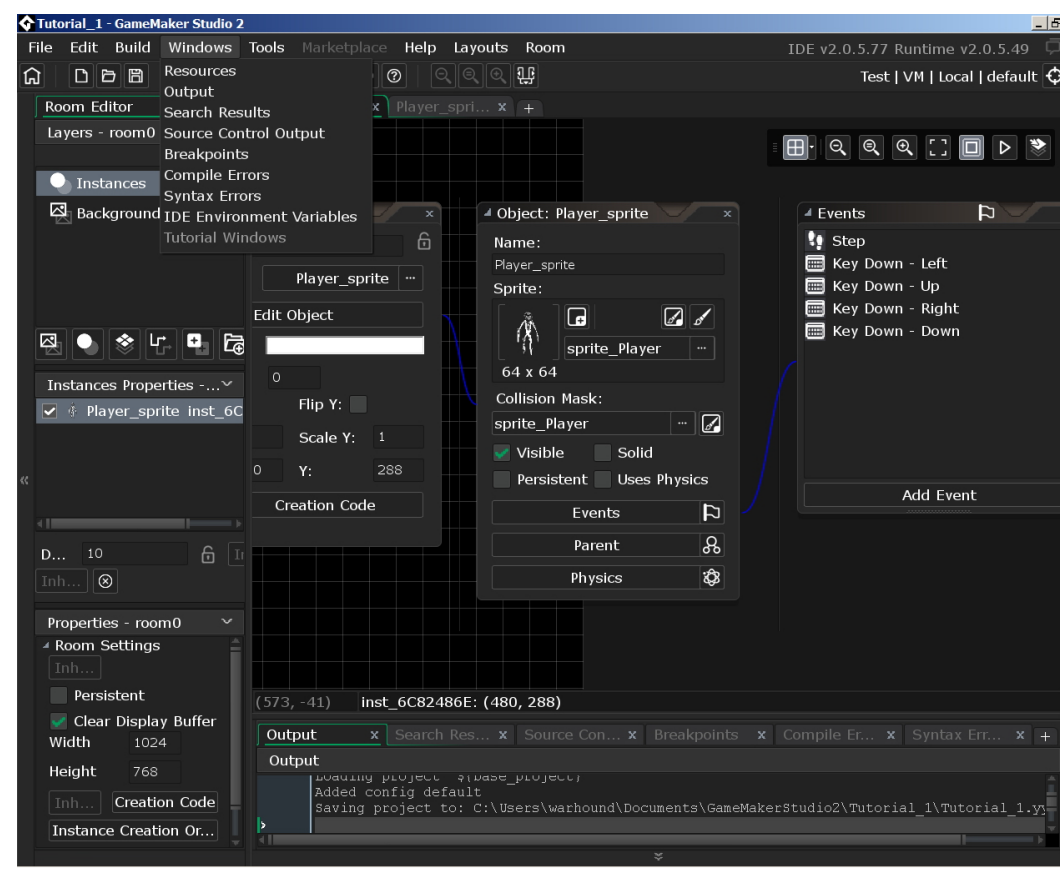 Tutorial_1 - GameMaker Studio 2
File Edit Build Windows Tools Marketplace Help Layouts Room
IDE v2.0.5.77 Runtime v2.0.5.49
Test | VM | Local | default
Resources
Output
Search Results
Source Control Output
Breakpoints
Compile Errors
Syntax Errors
IDE Environment Variables
Tutorial Windows
Room Editor
x Player_spri... x +
Layers - room0
Instances
Background
Player_sprite ...
Edit Object
0
Flip Y:
Scale Y: 1
0 Y: 288
Creation Code
Object: Player_sprite x
Name:
Player_sprite
Sprite:
sprite_Player ...
64 x 64
Collision Mask:
sprite_Player ...
Visible Solid
Persistent Uses Physics
Events
Parent
Physics
Events
Step
Key Down - Left
Key Down - Up
Key Down - Right
Key Down - Down
Add Event
Instances Properties -...
Player_sprite inst_6C
D... 10
Inh...
Properties - room0
Room Settings
Inh...
Persistent
Clear Display Buffer
Width 1024
Height 768
Inh... Creation Code
Instance Creation Or...
(573, -41) inst_6C82486E: (480, 288)
Output x Search Res... x Source Con... x Breakpoints x Compile Er... x Syntax Err... x +
Output
Loading project ${base_project}
Added config default
Saving project to: C:\Users\warhound\Documents\GameMakerStudio2\Tutorial_1\Tutorial_1.yy